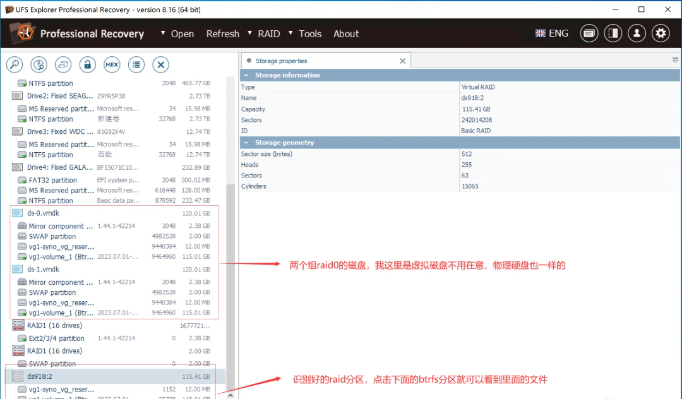 UFS Explorer Professional Recovery - version 8.16 (64 bit)
Professional Recovery
Open
Refresh
RAID
Tools
About
ENG
HEX
Storage properties
NTFS partition 2048 465.77 GB
Drive2: Fixed SEAG... Z9YRSP38 2.73 TB
MS Reserved partit... Microsoft res... 34 15.98 MB
NTFS partition 新建卷 32768 2.73 TB
Drive3: Fixed WDC ... 81G92X4V 12.74 TB
MS Reserved partit... Microsoft res... 34 15.98 MB
NTFS partition 32768 12.74 TB
Drive4: Fixed GALA... EF55071C10... 232.89 GB
FAT32 partition EFI system p... 2048 300.02 MB
MS Reserved partit... Microsoft res... 616448 128.00 MB
NTFS partition Basic data pa... 878592 232.47 GB
ds-0.vmdk 120.01 GB
Mirror component ... 1.44.1-42214 2048 2.38 GB
SWAP partition 4982528 2.00 GB
vg1-syno_vg_reser... 9440384 12.00 MB
vg1-volume_1 (Btr... 2023.07.01-... 9464960 115.01 GB
ds-1.vmdk 120.01 GB
Mirror component ... 1.44.1-42214 2048 2.38 GB
SWAP partition 4982528 2.00 GB
vg1-syno_vg_reser... 9440384 12.00 MB
vg1-volume_1 (Btr... 2023.07.01-... 9464960 115.01 GB
RAID1 (16 drives) 1677721...
Ext2/3/4 partition 1.44.1-42214 0 2.38 GB
RAID1 (16 drives) 2.00 GB
SWAP partition 0 2.00 GB
ds918:2 115.41 GB
vg1-syno_vg_reser... 1152 12.00 MB
Storage information
Type Virtual RAID
Name ds918:2
Capacity 115.41 GB
Sectors 242014208
ID Basic RAID
Storage geometry
Sector size (bytes) 512
Heads 255
Sectors 63
Cylinders 15065
两个组raid0的磁盘，我这里是虚拟磁盘不用在意，物理硬盘也一样的
识别好的raid分区，点击下面的btrfs分区就可以看到里面的文件